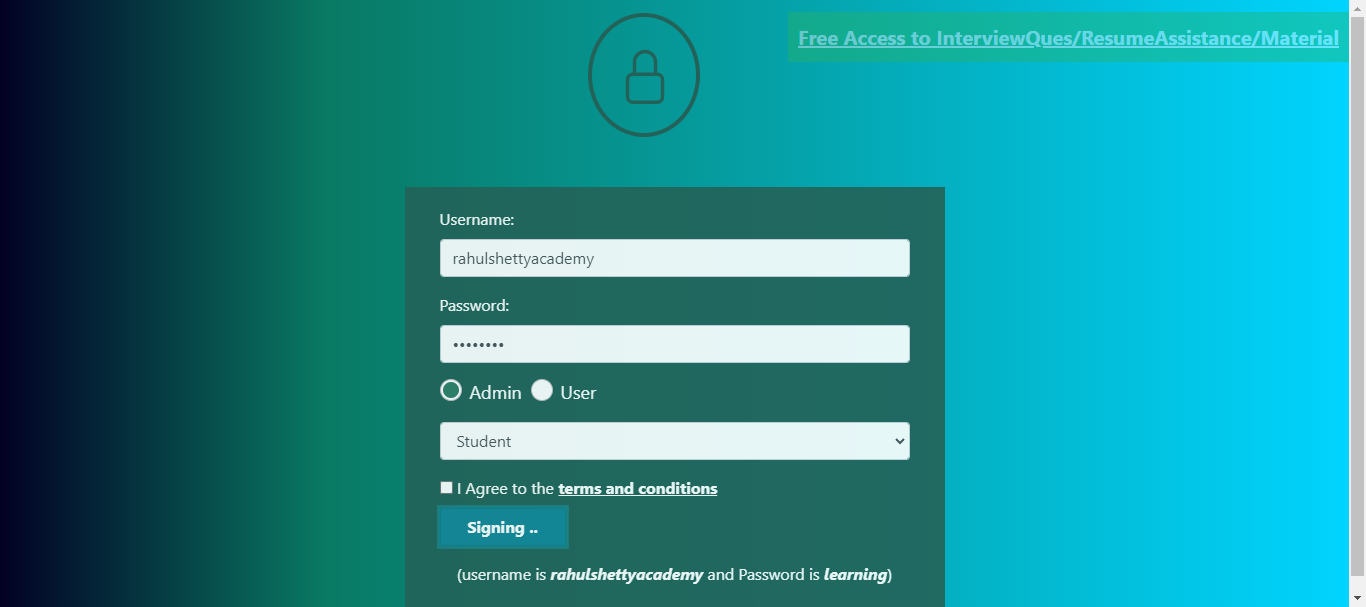 Free Access to InterviewQues/ResumeAssistance/Material
Username:
rahulshettyacademy
Password:
••••••••
Admin User
Student
I Agree to the terms and conditions
Signing ..
(username is rahulshettyacademy and Password is learning)